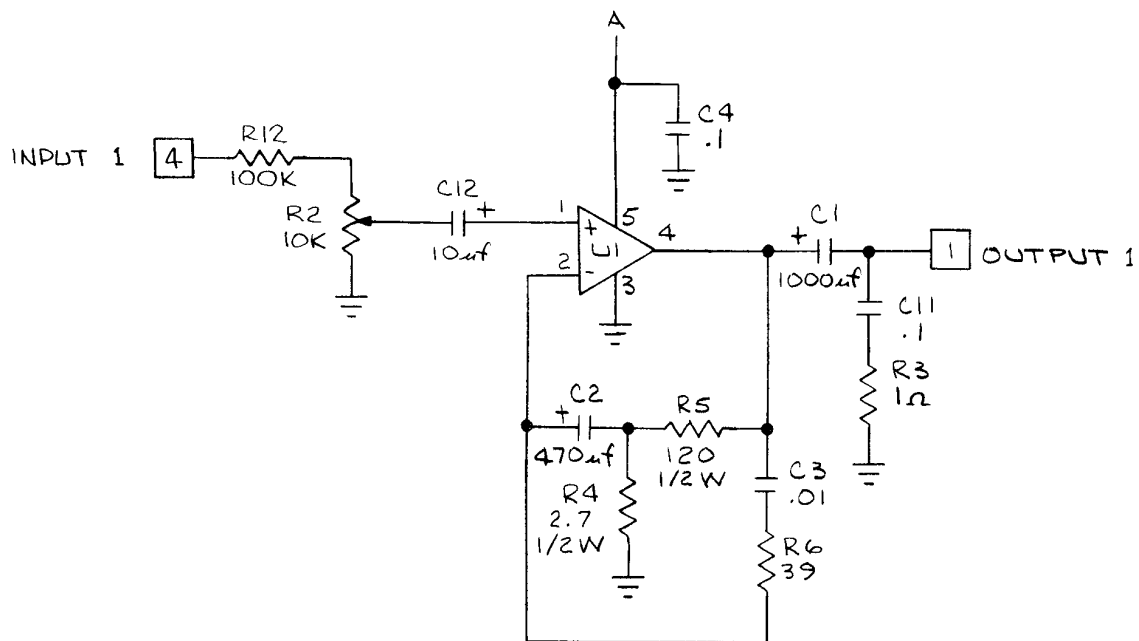 A
C4
.1
INPUT 1
4
R12
100K
R2
10K
C12
+
10uf
1
+
2
-
U1
5
3
4
C1
+
1000uf
1
OUTPUT 1
C11
.1
R3
1Ω
C2
+
470uf
R5
120
1/2W
R4
2.7
1/2W
C3
.01
R6
39